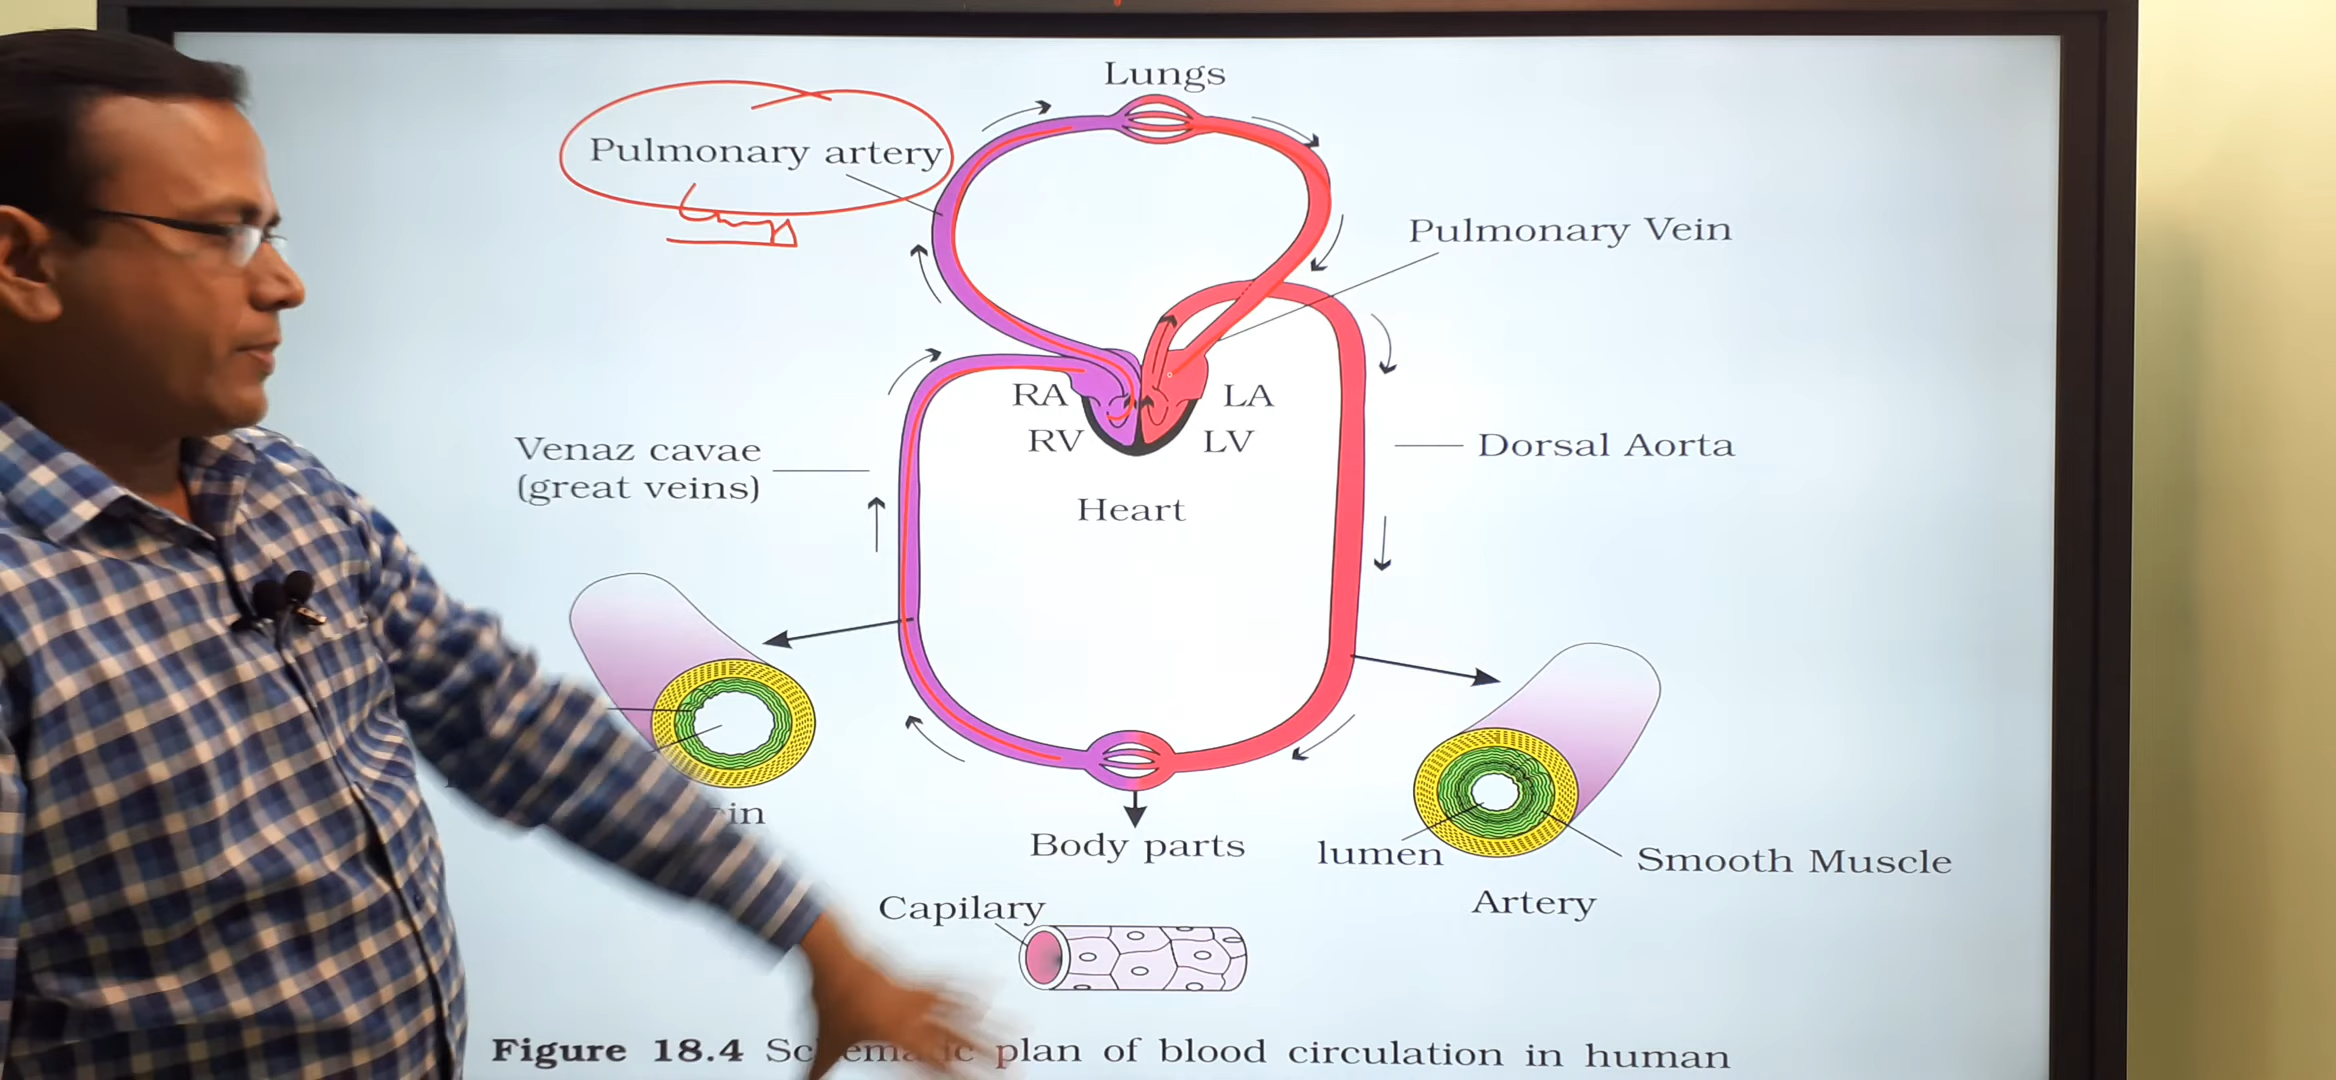 Lungs
Pulmonary artery
Lungs
Pulmonary Vein
RA
LA
RV
LV
Venaz cavae
(great veins)
Dorsal Aorta
Heart
Body parts
lumen
Smooth Muscle
Artery
Capilary
Figure 18.4 plan of blood circulation in human